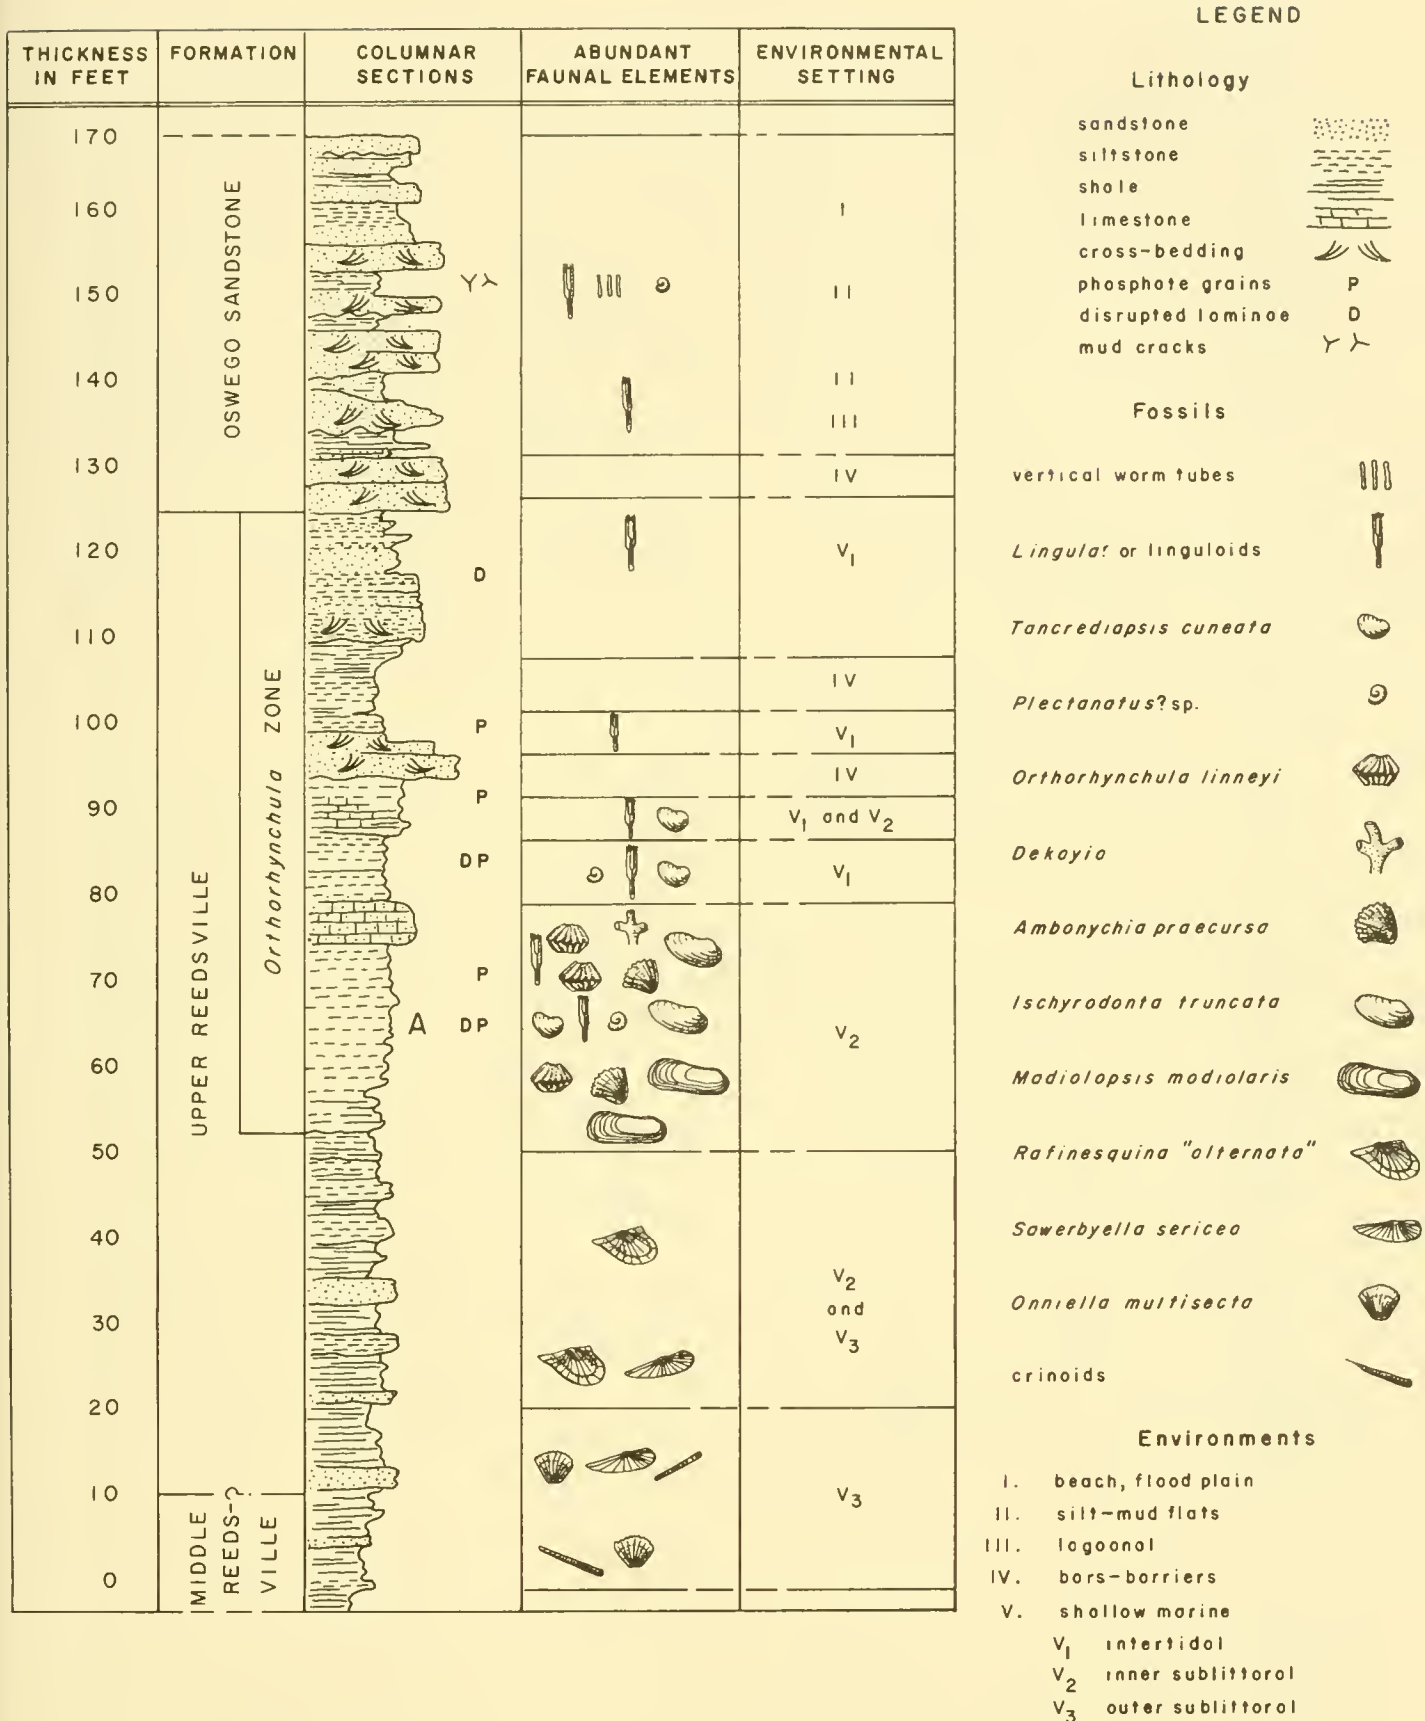 THICKNESS IN FEET
FORMATION
COLUMNAR SECTIONS
ABUNDANT FAUNAL ELEMENTS
ENVIRONMENTAL SETTING
170
160
150
140
130
120
110
100
90
80
70
60
50
40
30
20
10
0
OSWEGO SANDSTONE
UPPER REEDSVILLE
Orthorhynchula ZONE
MIDDLE
REEDS-?
VILLE
D
P
P
DP
P
A DP
I
II
II
III
IV
V₁
IV
V₁
IV
V₁ and V₂
V₁
V₂
V₂
and
V₃
V₃
LEGEND
Lithology
sandstone
siltstone
shale
limestone
cross-bedding
phosphate grains P
disrupted laminae D
mud cracks
Fossils
vertical worm tubes
Lingula? or linguloids
Tancrediapsis cuneata
Plectonotus? sp.
Orthorhynchula linneyi
Dekayia
Ambonychia praecursa
Ischyrodonta truncata
Modiolopsis modiolaris
Rafinesquina "alternata"
Sowerbyella sericea
Onniella multisecta
crinoids
Environments
I. beach, flood plain
II. silt-mud flats
III. lagoonal
IV. bars-barriers
V. shallow marine
V₁ intertidal
V₂ inner sublittoral
V₃ outer sublittoral